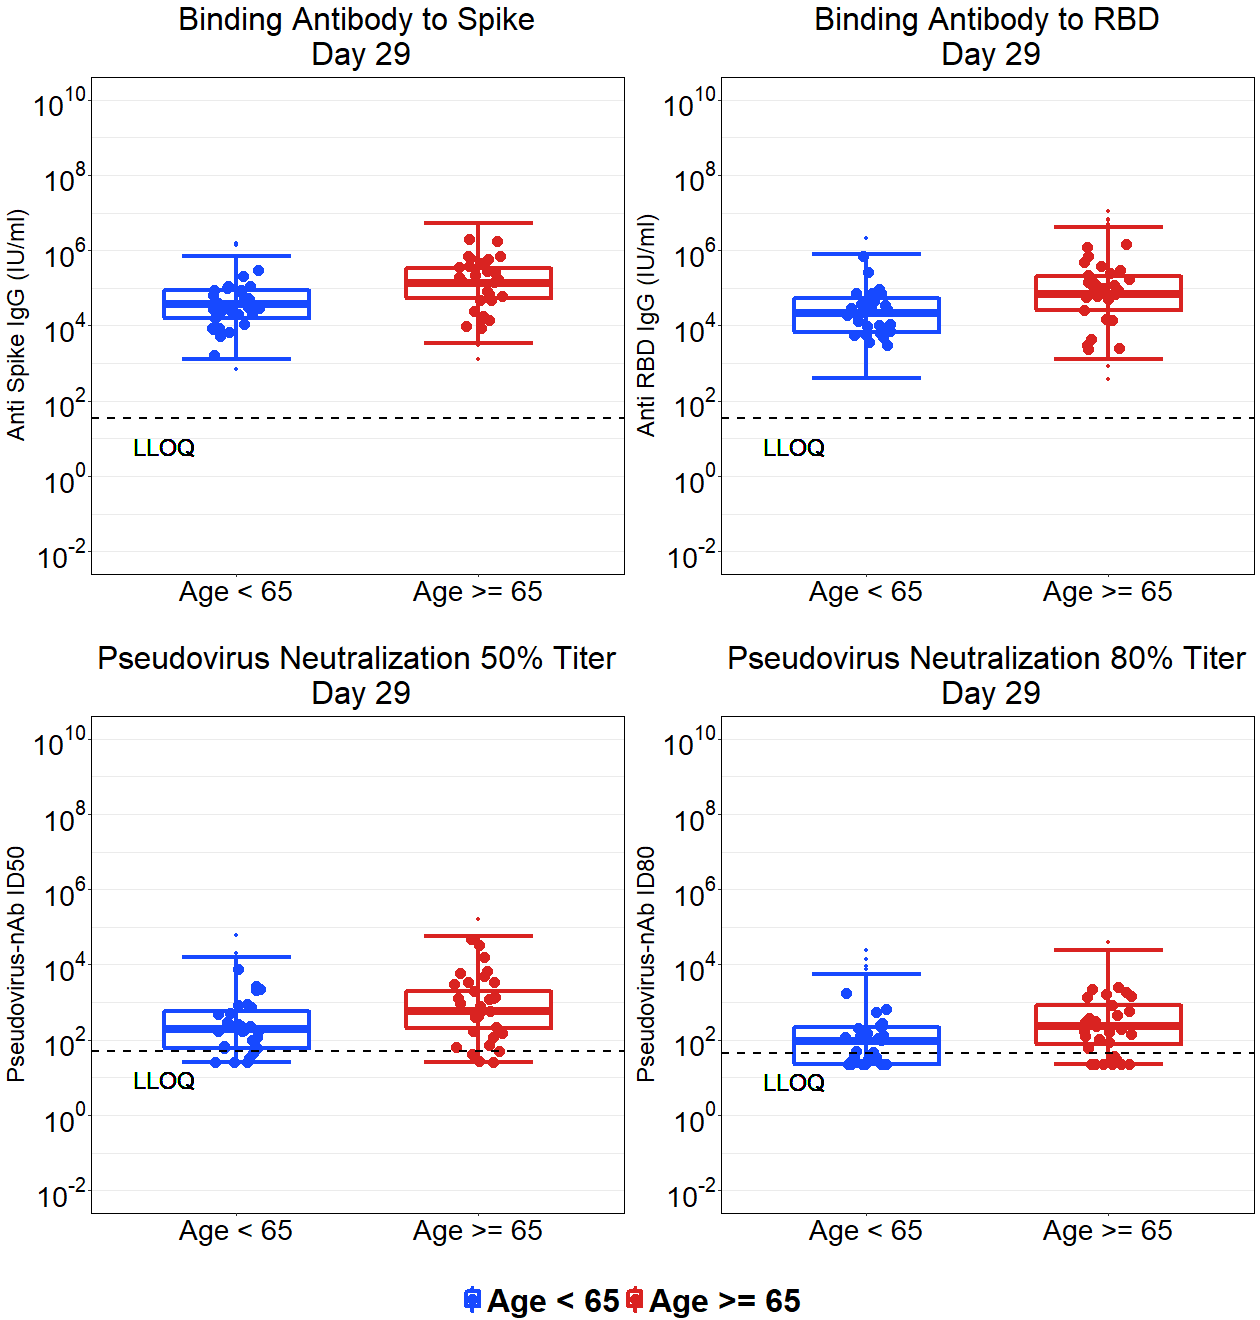 Binding Antibody to Spike
Day 29
Anti Spike IgG (IU/ml)
10^10
10^8
10^6
10^4
10^2
10^0
10^-2
LLOQ
Age < 65
Age >= 65
Binding Antibody to RBD
Day 29
Anti RBD IgG (IU/ml)
10^10
10^8
10^6
10^4
10^2
10^0
10^-2
LLOQ
Age < 65
Age >= 65
Pseudovirus Neutralization 50% Titer
Day 29
Pseudovirus-nAb ID50
10^10
10^8
10^6
10^4
10^2
10^0
10^-2
LLOQ
Age < 65
Age >= 65
Pseudovirus Neutralization 80% Titer
Day 29
Pseudovirus-nAb ID80
10^10
10^8
10^6
10^4
10^2
10^0
10^-2
LLOQ
Age < 65
Age >= 65
Age < 65 Age >= 65